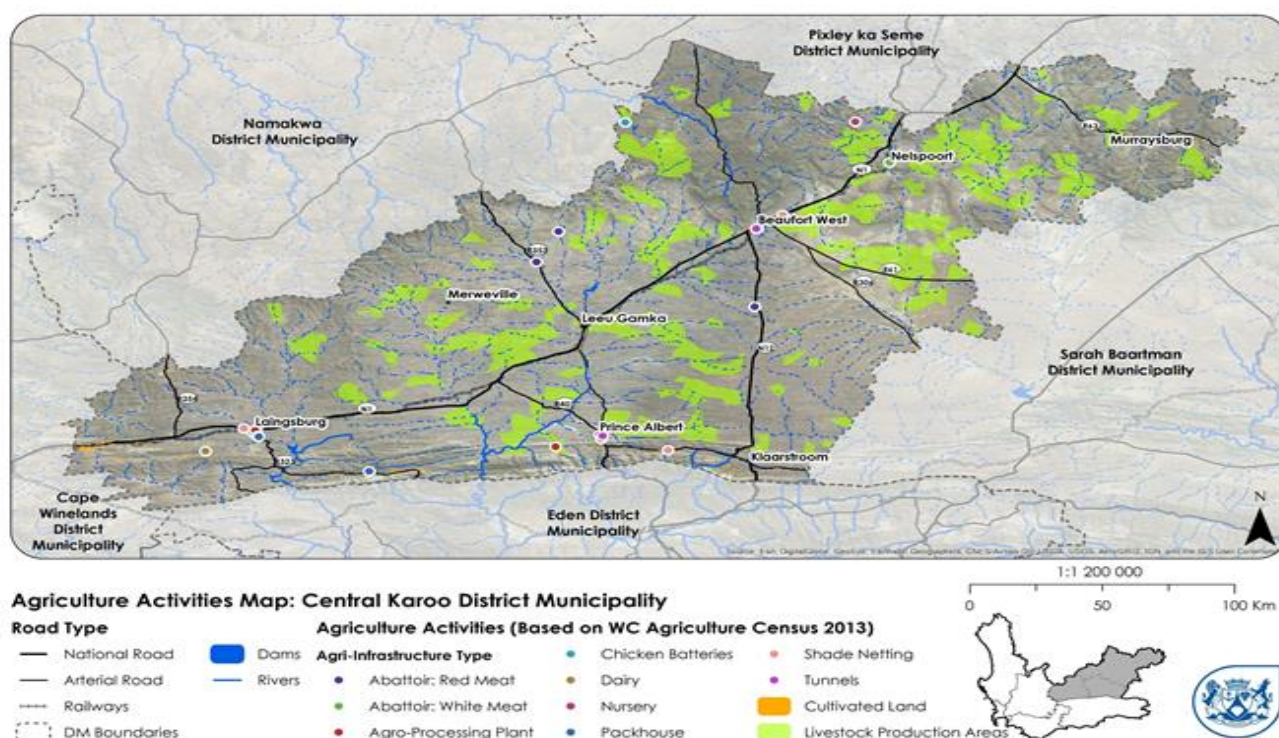 Pixley ka Seme
District Municipality
Namakwa
District Municipality
Murraysburg
Nelspoort
N1
Beaufort West
R61
Merweville
Leeu Gamka
Sarah Baartman
District Municipality
N1
Laingsburg
Prince Albert
Klaarstroom
Cape
Winelands
District
Municipality
Eden District
Municipality
N
1:1 200 000
0 50 100 Km
Agriculture Activities Map: Central Karoo District Municipality
Road Type
National Road
Arterial Road
Railways
DM Boundaries
Dams
Rivers
Agriculture Activities (Based on WC Agriculture Census 2013)
Agri-Infrastructure Type
Abattoir: Red Meat
Abattoir: White Meat
Agro-Processing Plant
Chicken Batteries
Dairy
Nursery
Packhouse
Shade Netting
Tunnels
Cultivated Land
Livestock Production Areas